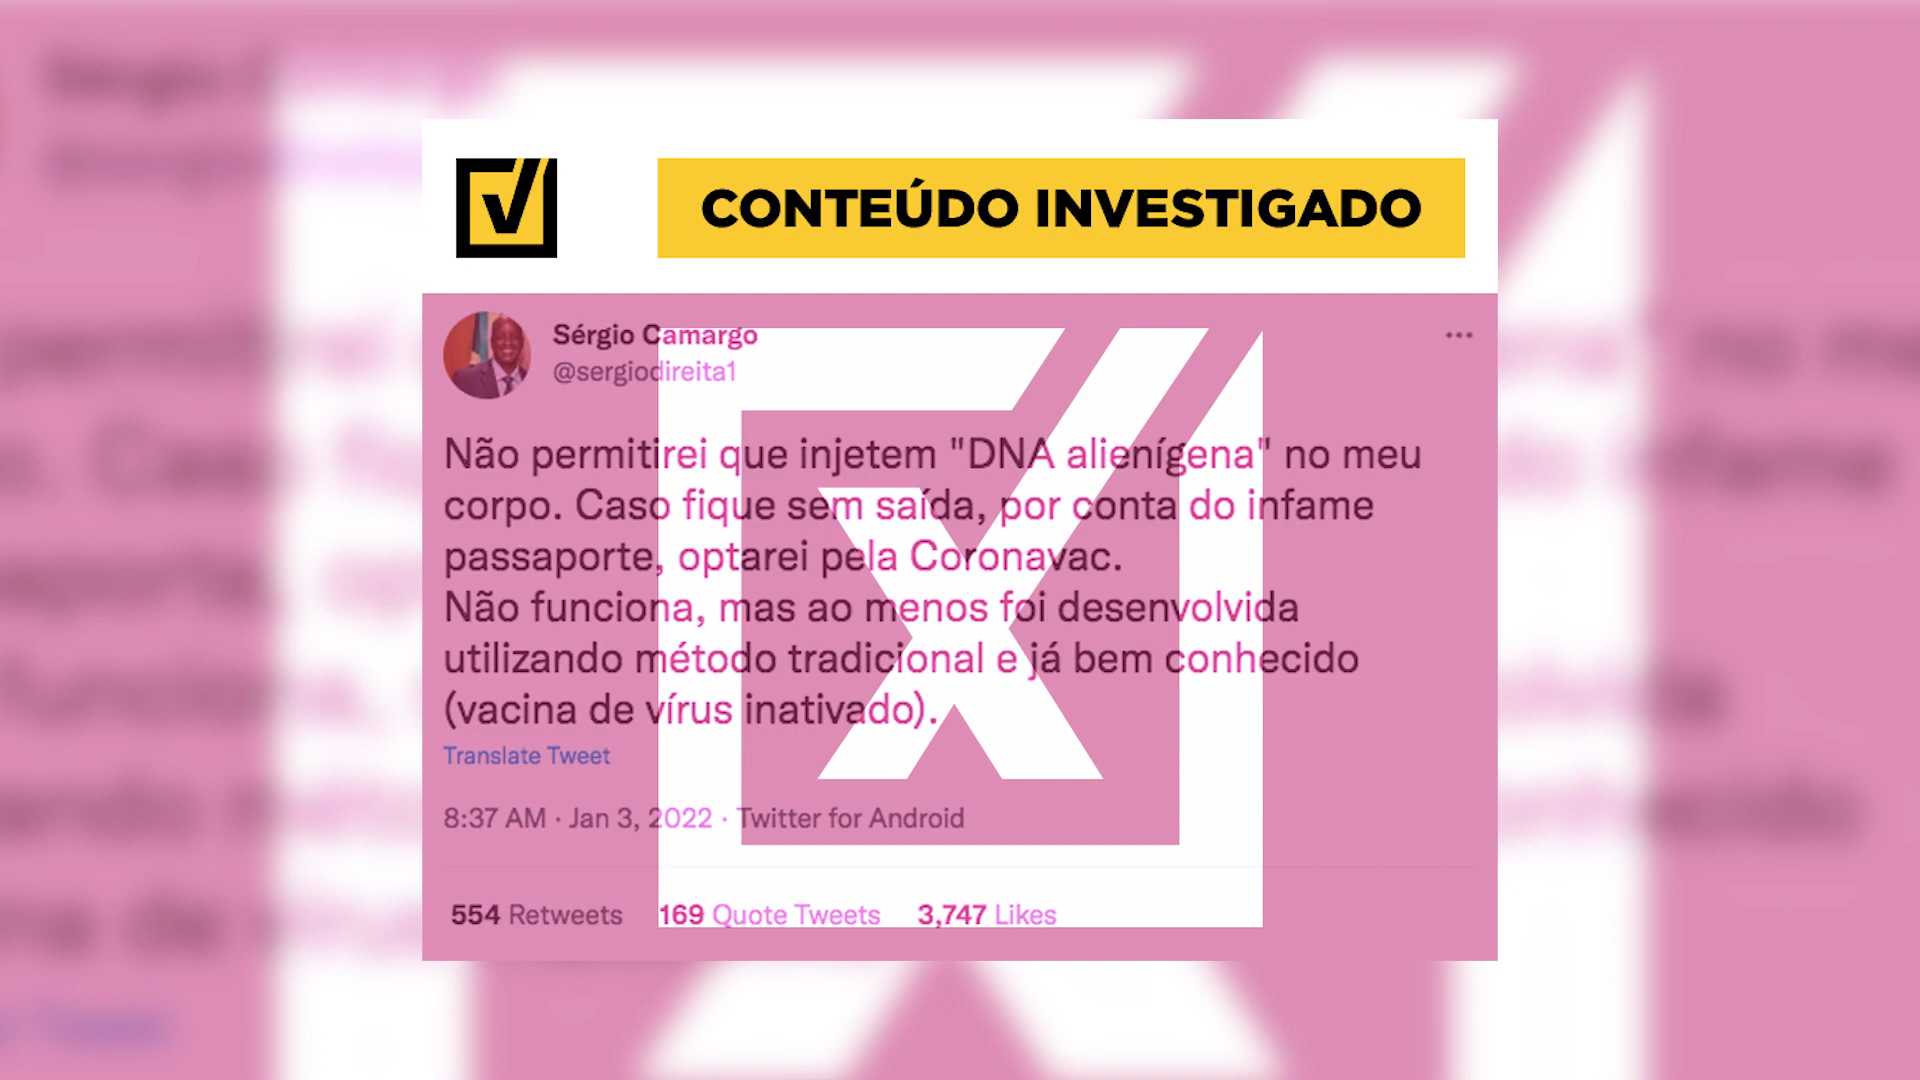 CONTEÚDO INVESTIGADO
Sérgio Camargo
@sergiodireita1
Não permitirei que injetem "DNA alienígena" no meu
corpo. Caso fique sem saída, por conta do infame
passaporte, optarei pela Coronavac.
Não funciona, mas ao menos foi desenvolvida
utilizando método tradicional e já bem conhecido
(vacina de vírus inativado).
Translate Tweet
8:37 AM · Jan 3, 2022 · Twitter for Android
554 Retweets 169 Quote Tweets 3,747 Likes